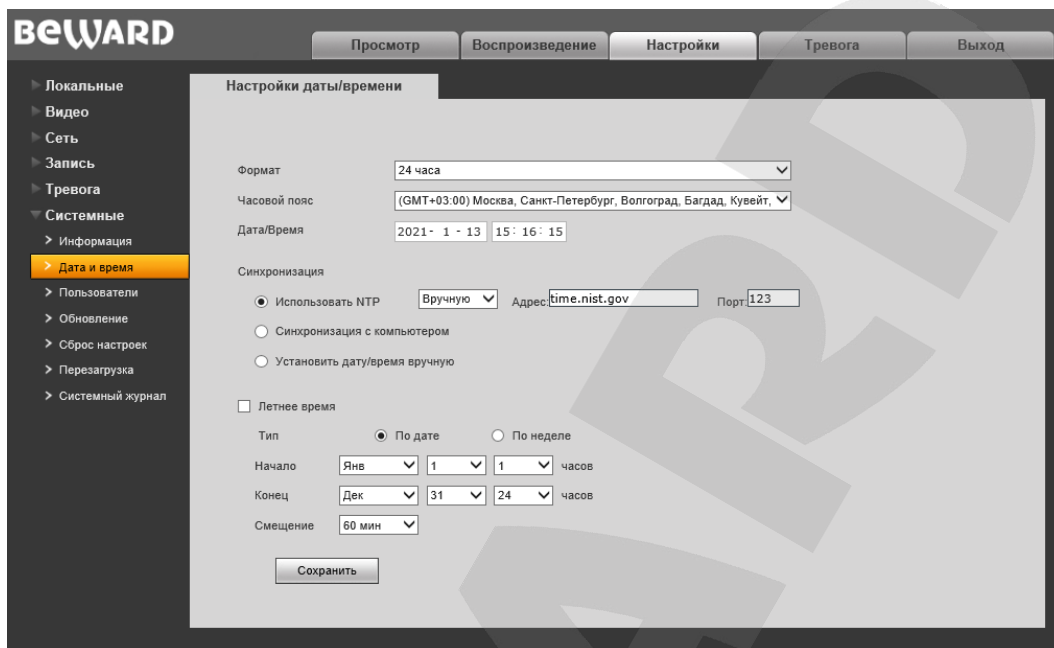 BEWARD
Просмотр Воспроизведение Настройки Тревога Выход
Локальные
Видео
Сеть
Запись
Тревога
Системные
Информация
Дата и время
Пользователи
Обновление
Сброс настроек
Перезагрузка
Системный журнал
Настройки даты/времени
Формат 24 часа
Часовой пояс (GMT+03:00) Москва, Санкт-Петербург, Волгоград, Багдад, Кувейт,
Дата/Время 2021- 1 - 13 15: 16: 15
Синхронизация
Использовать NTP Вручную Адрес: time.nist.gov Порт: 123
Синхронизация с компьютером
Установить дату/время вручную
Летнее время
Тип По дате По неделе
Начало Янв 1 1 часов
Конец Дек 31 24 часов
Смещение 60 мин
Сохранить